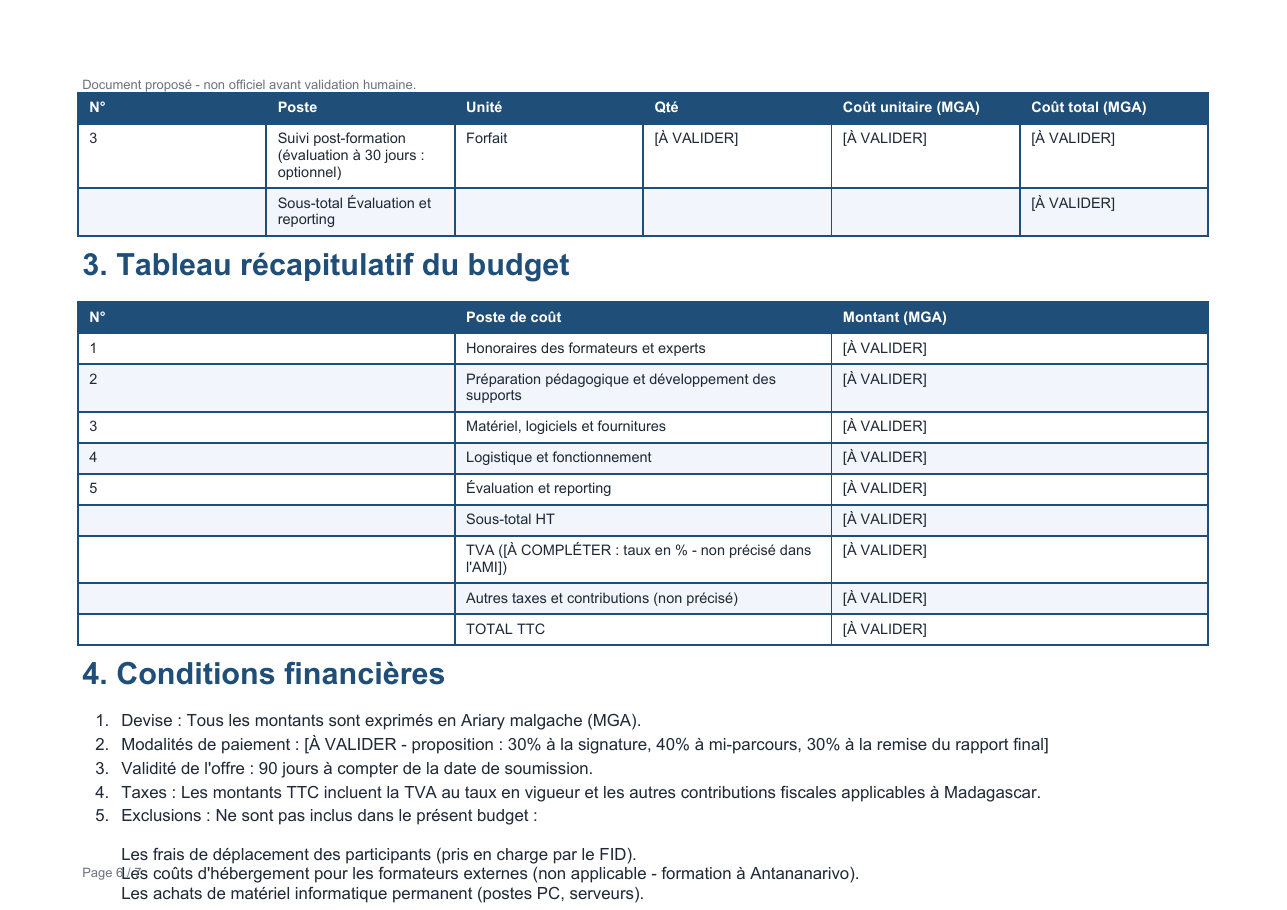 Document proposé - non officiel avant validation humaine.
N° Poste Unité Qté Coût unitaire (MGA) Coût total (MGA)
3 Suivi post-formation Forfait [À VALIDER] [À VALIDER] [À VALIDER]
(évaluation à 30 jours :
optionnel)
Sous-total Évaluation et [À VALIDER]
reporting
3. Tableau récapitulatif du budget
N° Poste de coût Montant (MGA)
1 Honoraires des formateurs et experts [À VALIDER]
2 Préparation pédagogique et développement des [À VALIDER]
supports
3 Matériel, logiciels et fournitures [À VALIDER]
4 Logistique et fonctionnement [À VALIDER]
5 Évaluation et reporting [À VALIDER]
Sous-total HT [À VALIDER]
TVA ([À COMPLÉTER : taux en % - non précisé dans [À VALIDER]
l'AMI])
Autres taxes et contributions (non précisé) [À VALIDER]
TOTAL TTC [À VALIDER]
4. Conditions financières
1. Devise : Tous les montants sont exprimés en Ariary malgache (MGA).
2. Modalités de paiement : [À VALIDER - proposition : 30% à la signature, 40% à mi-parcours, 30% à la remise du rapport final]
3. Validité de l'offre : 90 jours à compter de la date de soumission.
4. Taxes : Les montants TTC incluent la TVA au taux en vigueur et les autres contributions fiscales applicables à Madagascar.
5. Exclusions : Ne sont pas inclus dans le présent budget :
Les frais de déplacement des participants (pris en charge par le FID).
Page 6 / 7
Les coûts d'hébergement pour les formateurs externes (non applicable - formation à Antananarivo).
Les achats de matériel informatique permanent (postes PC, serveurs).